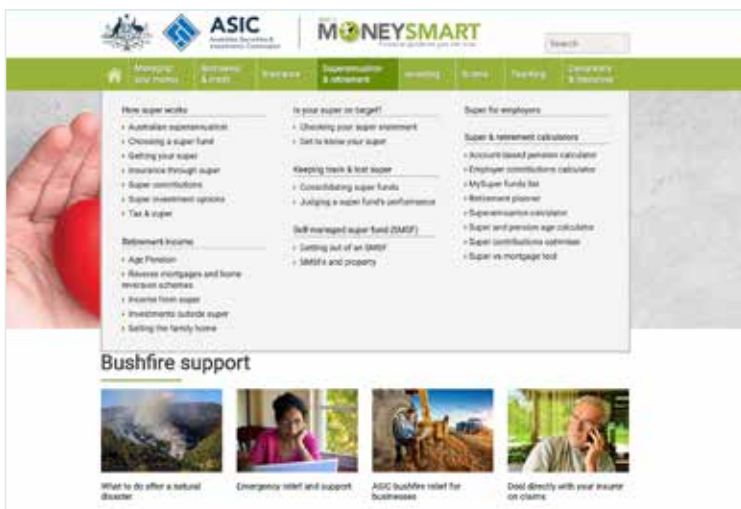 ASIC
Australian Securities &
Investments Commission
ASIC's
MONEYSMART
Financial guidance you can trust
Search
Managing
your money
Borrowing
& credit
Insurance
Superannuation
& retirement
Investing
Scams
Teaching
Calculators
& resources
How super works
Australian superannuation
Choosing a super fund
Getting your super
Insurance through super
Super contributions
Super investment options
Tax & super
Retirement income
Age Pension
Reverse mortgages and home
reversion schemes
Income from super
Investments outside super
Selling the family home
Is your super on target?
Checking your super statement
Get to know your super
Keeping track & lost super
Consolidating super funds
Judging a super fund's performance
Self-managed super fund (SMSF)
Getting out of an SMSF
SMSFs and property
Super for employers
Super & retirement calculators
Account-based pension calculator
Employer contributions calculator
MySuper funds list
Retirement planner
Superannuation calculator
Super and pension age calculator
Super contributions optimiser
Super vs mortgage tool
Bushfire support
What to do after a natural
disaster
Emergency relief and support
ASIC bushfire relief for
businesses
Deal directly with your insurer
on claims